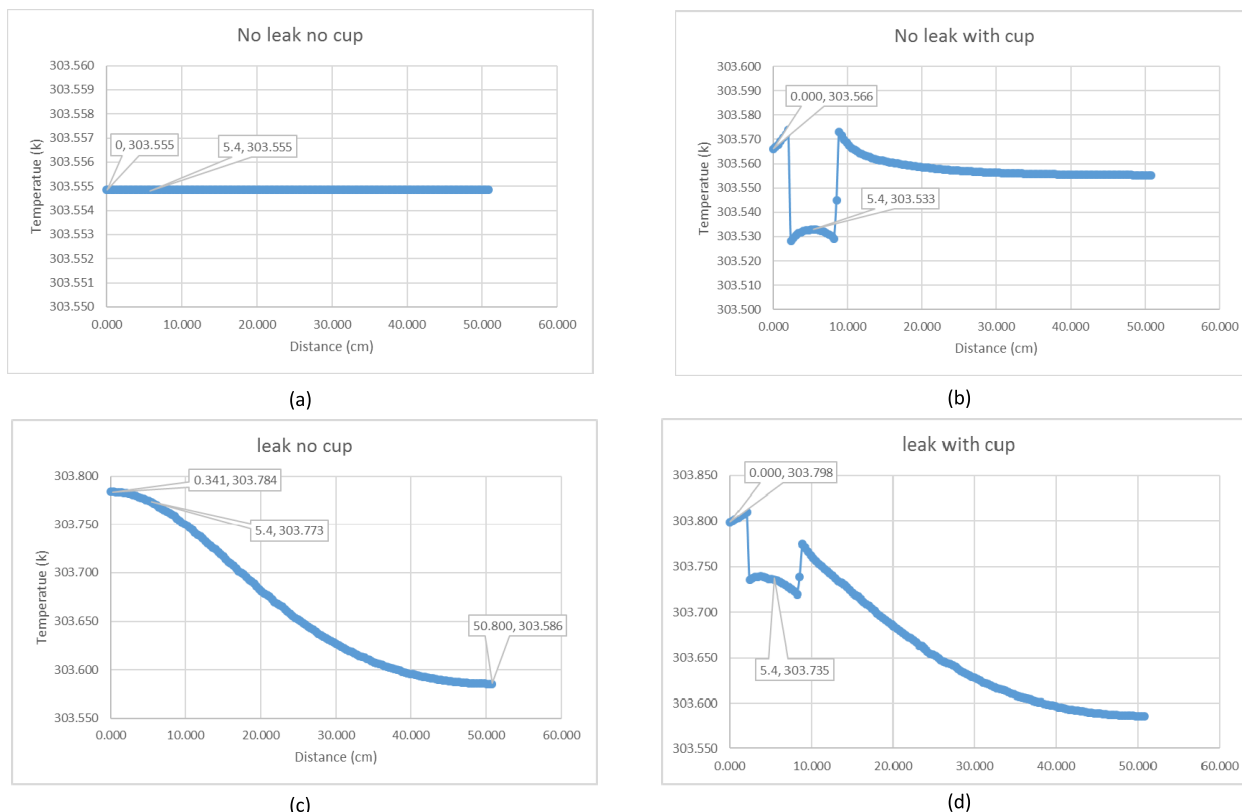 No leak no cup
303.560
303.559
303.558
303.557
303.556
303.555
303.554
303.553
303.552
303.551
303.550
Temperatue (k)
0, 303.555
5.4, 303.555
0.000 10.000 20.000 30.000 40.000 50.000 60.000
Distance (cm)
(a)
No leak with cup
303.600
303.590
303.580
303.570
303.560
303.550
303.540
303.530
303.520
303.510
303.500
Temperatue (k)
0.000, 303.566
5.4, 303.533
0.000 10.000 20.000 30.000 40.000 50.000 60.000
Distance (cm)
(b)
leak no cup
303.800
303.750
303.700
303.650
303.600
303.550
Temperatue (k)
0.341, 303.784
5.4, 303.773
50.800, 303.586
0.000 10.000 20.000 30.000 40.000 50.000 60.000
Distance (cm)
(c)
leak with cup
303.850
303.800
303.750
303.700
303.650
303.600
303.550
0.000, 303.798
5.4, 303.735
0.000 10.000 20.000 30.000 40.000 50.000 60.000
(d)